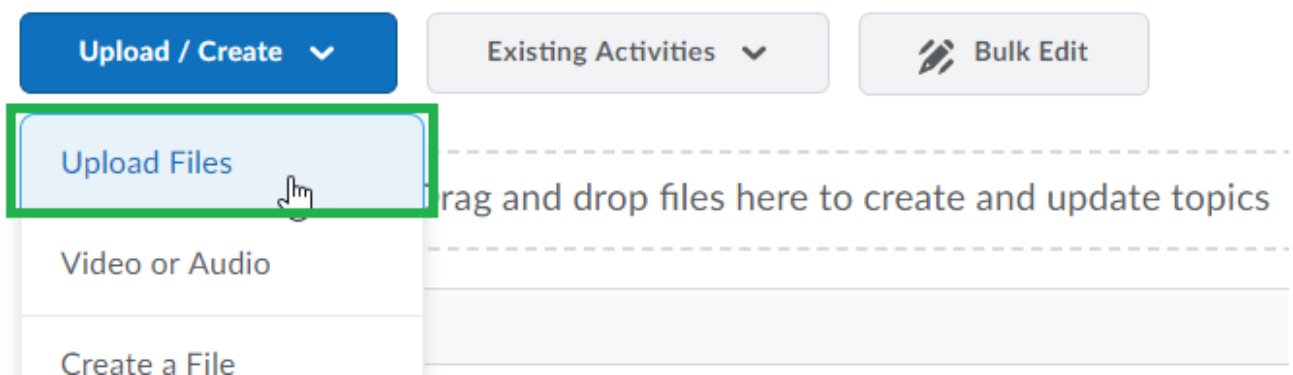 Upload / Create
Existing Activities
Bulk Edit
Upload Files
rag and drop files here to create and update topics
Video or Audio
Create a File